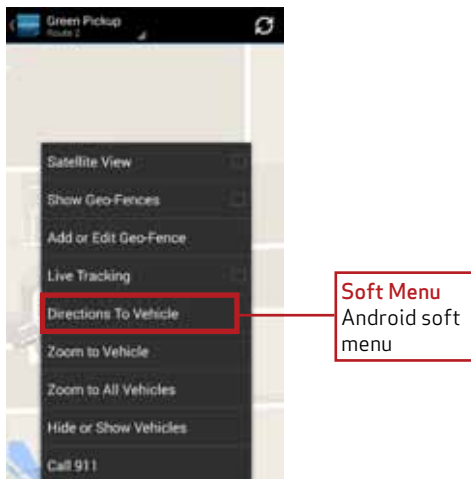 Green Pickup
Route 2
Satellite View
Show Geo-Fences
Add or Edit Geo-Fence
Live Tracking
Directions To Vehicle
Zoom to Vehicle
Zoom to All Vehicles
Hide or Show Vehicles
Call 911
Soft Menu
Android soft
menu